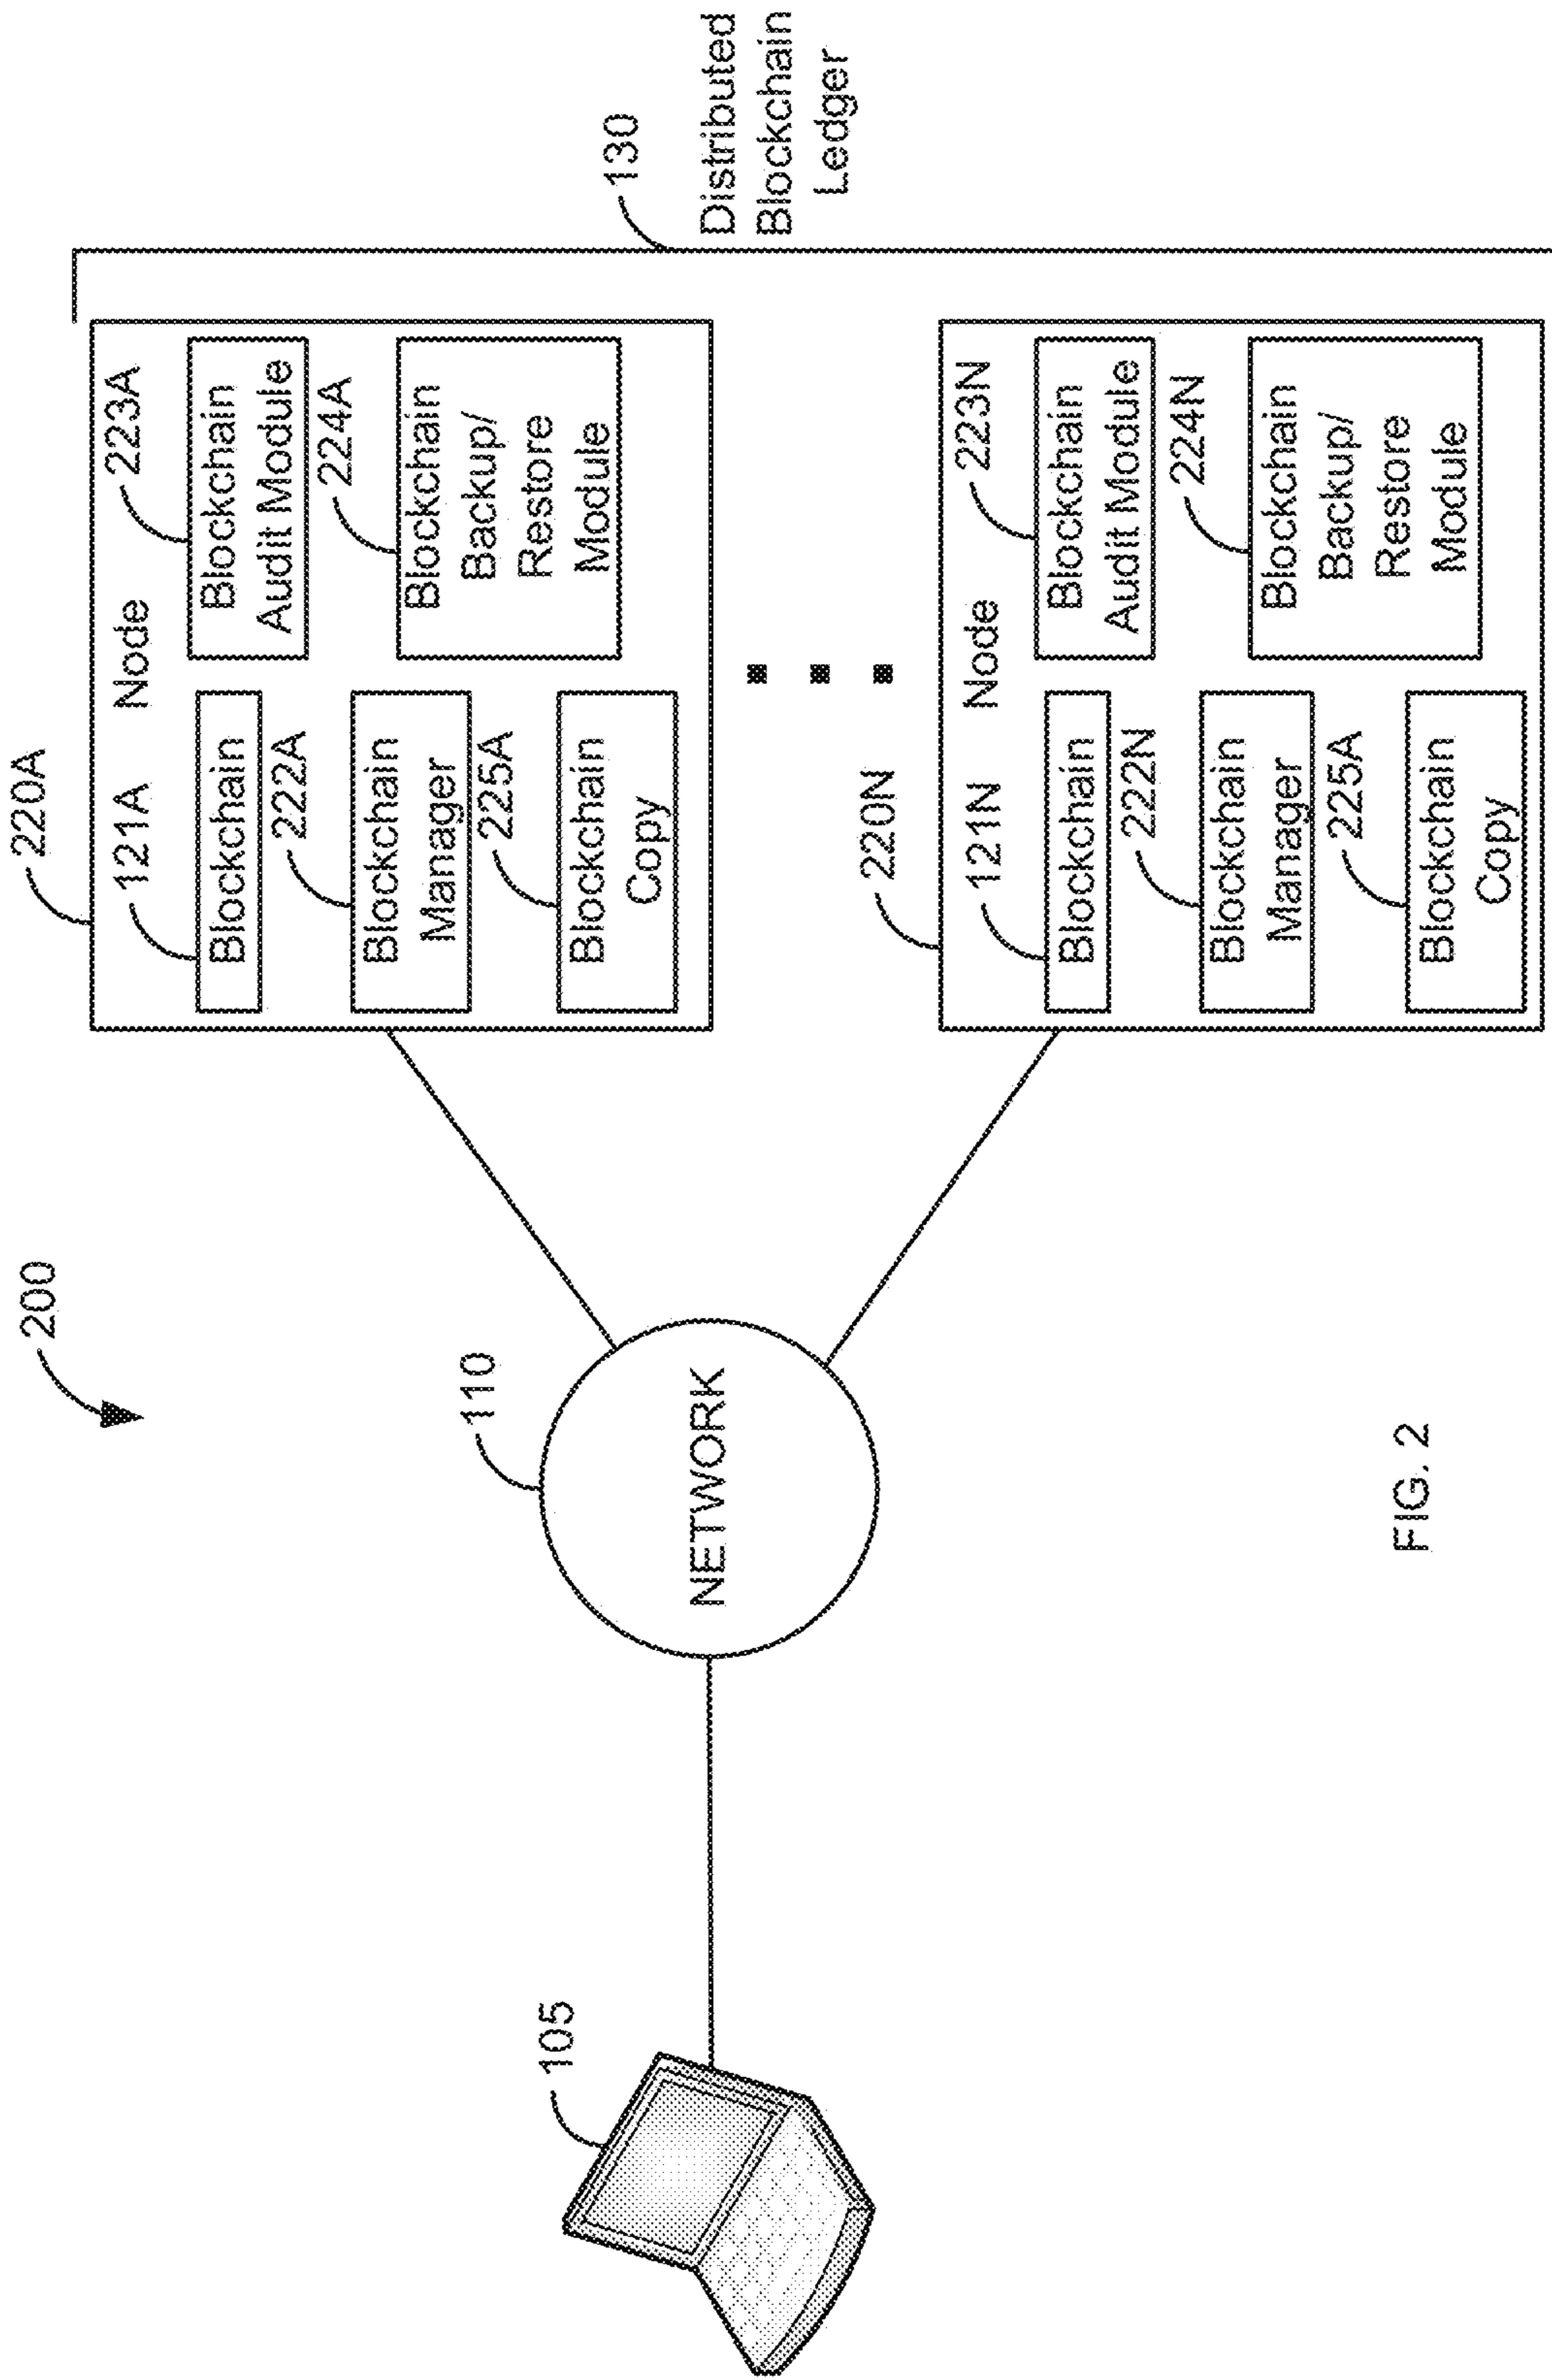 200
220A
Node
121A
223A
Blockchain
Blockchain
Audit Module
222A
224A
Blockchain
Manager
Blockchain
Backup/
Restore
Module
225A
Blockchain
Copy
130
Distributed
Blockchain
Ledger
105
110
NETWORK
220N
Node
121N
223N
Blockchain
Blockchain
Audit Module
222N
224N
Blockchain
Manager
Blockchain
Backup/
Restore
Module
225A
Blockchain
Copy
FIG. 2